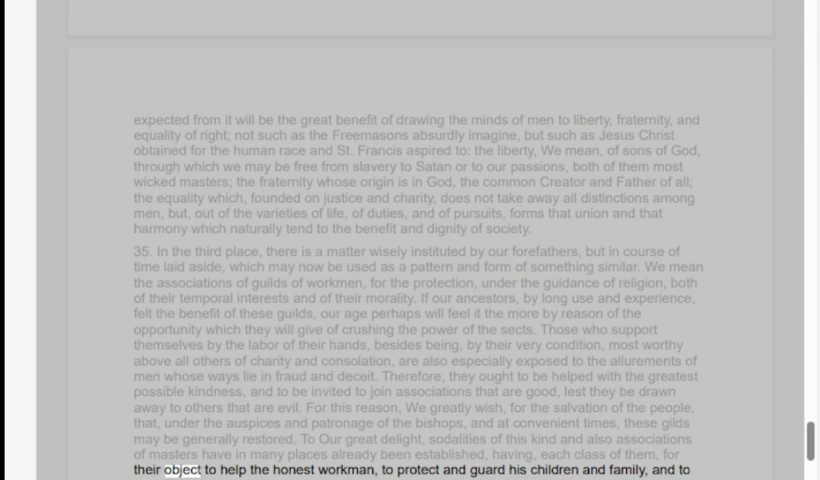 expected from it will be the great benefit of drawing the minds of men to liberty, fraternity, and
equality of right; not such as the Freemasons absurdly imagine, but such as Jesus Christ
obtained for the human race and St. Francis aspired to: the liberty, We mean, of sons of God,
through which we may be free from slavery to Satan or to our passions, both of them most
wicked masters; the fraternity whose origin is in God, the common Creator and Father of all;
the equality which, founded on justice and charity, does not take away all distinctions among
men, but, out of the varieties of life, of duties, and of pursuits, forms that union and that
harmony which naturally tend to the benefit and dignity of society.
35. In the third place, there is a matter wisely instituted by our forefathers, but in course of
time laid aside, which may now be used as a pattern and form of something similar. We mean
the associations of guilds of workmen, for the protection, under the guidance of religion, both
of their temporal interests and of their morality. If our ancestors, by long use and experience,
felt the benefit of these guilds, our age perhaps will feel it the more by reason of the
opportunity which they will give of crushing the power of the sects. Those who support
themselves by the labor of their hands, besides being, by their very condition, most worthy
above all others of charity and consolation, are also especially exposed to the allurements of
men whose ways lie in fraud and deceit. Therefore, they ought to be helped with the greatest
possible kindness, and to be invited to join associations that are good, lest they be drawn
away to others that are evil. For this reason, We greatly wish, for the salvation of the people,
that, under the auspices and patronage of the bishops, and at convenient times, these gilds
may be generally restored. To Our great delight, sodalities of this kind and also associations
of masters have in many places already been established, having, each class of them, for
their object to help the honest workman, to protect and guard his children and family, and to